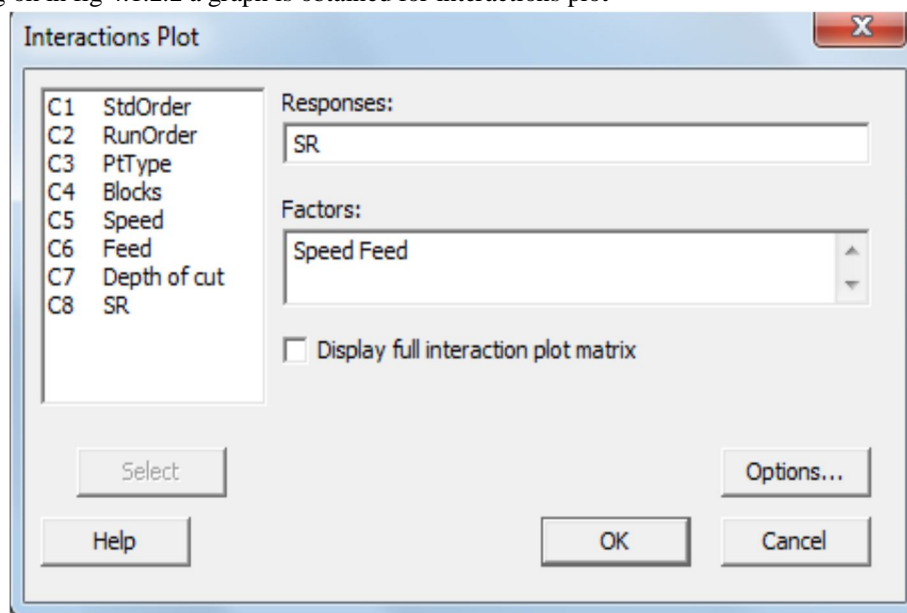 g on in fig 4.1.2.2 a graph is obtained for interactions plot
Interactions Plot
C1 StdOrder
C2 RunOrder
C3 PtType
C4 Blocks
C5 Speed
C6 Feed
C7 Depth of cut
C8 SR
Responses:
SR
Factors:
Speed Feed
Display full interaction plot matrix
Select
Options...
Help
OK
Cancel